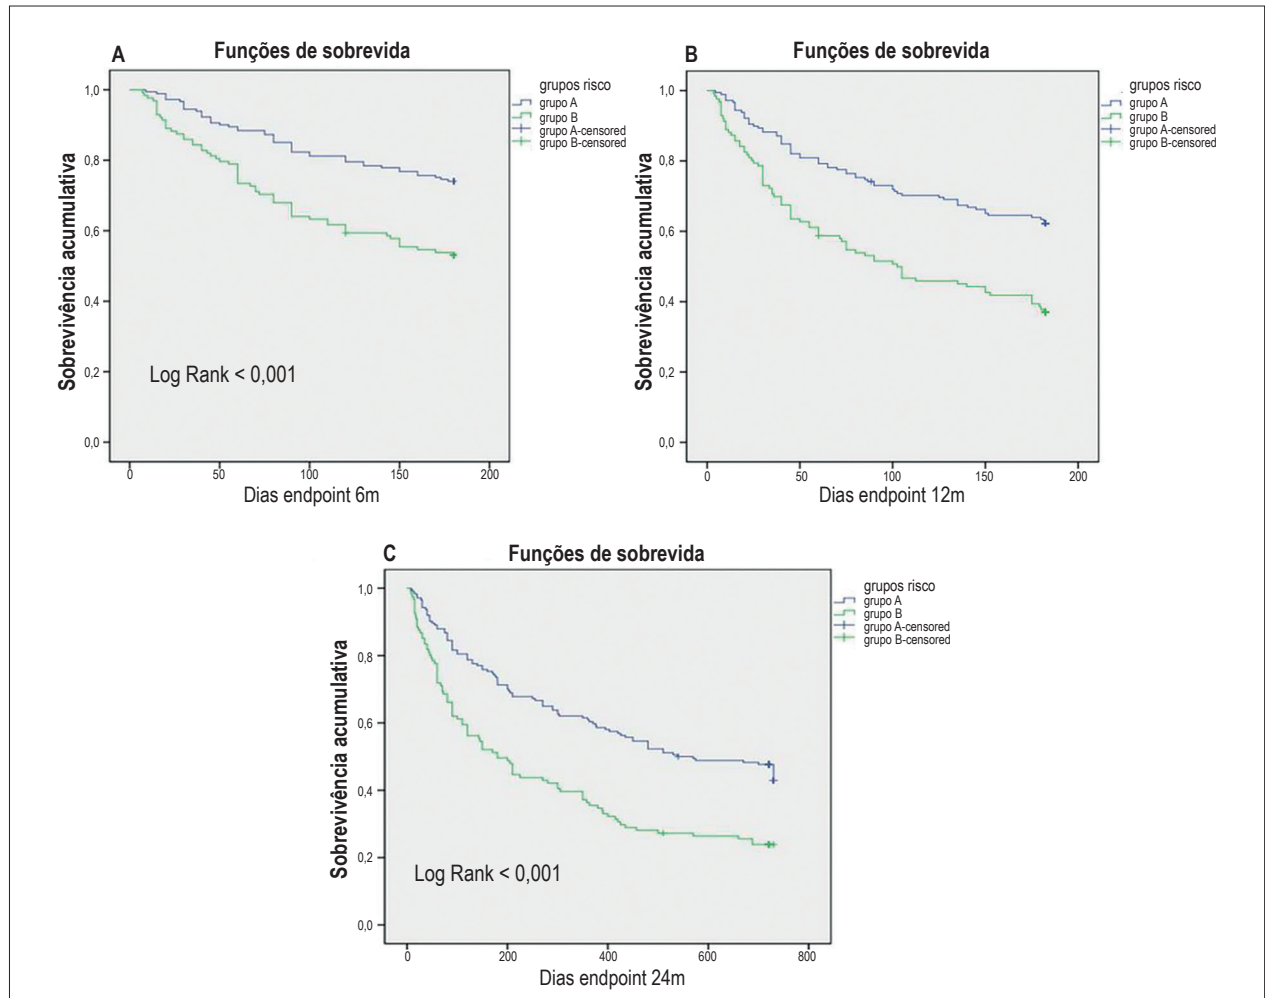 A
Funções de sobrevida
Sobrevivência acumulativa
1,0
0,8
0,6
0,4
0,2
0,0
Log Rank < 0,001
0 50 100 150 200
Dias endpoint 6m
grupos risco
grupo A
grupo B
grupo A-censored
grupo B-censored
B
Funções de sobrevida
Sobrevivência acumulativa
1,0
0,8
0,6
0,4
0,2
0,0
0 50 100 150 200
Dias endpoint 12m
grupos risco
grupo A
grupo B
grupo A-censored
grupo B-censored
C
Funções de sobrevida
Sobrevivência acumulativa
1,0
0,8
0,6
0,4
0,2
0,0
Log Rank < 0,001
0 200 400 600 800
Dias endpoint 24m
grupos risco
grupo A
grupo B
grupo A-censored
grupo B-censored